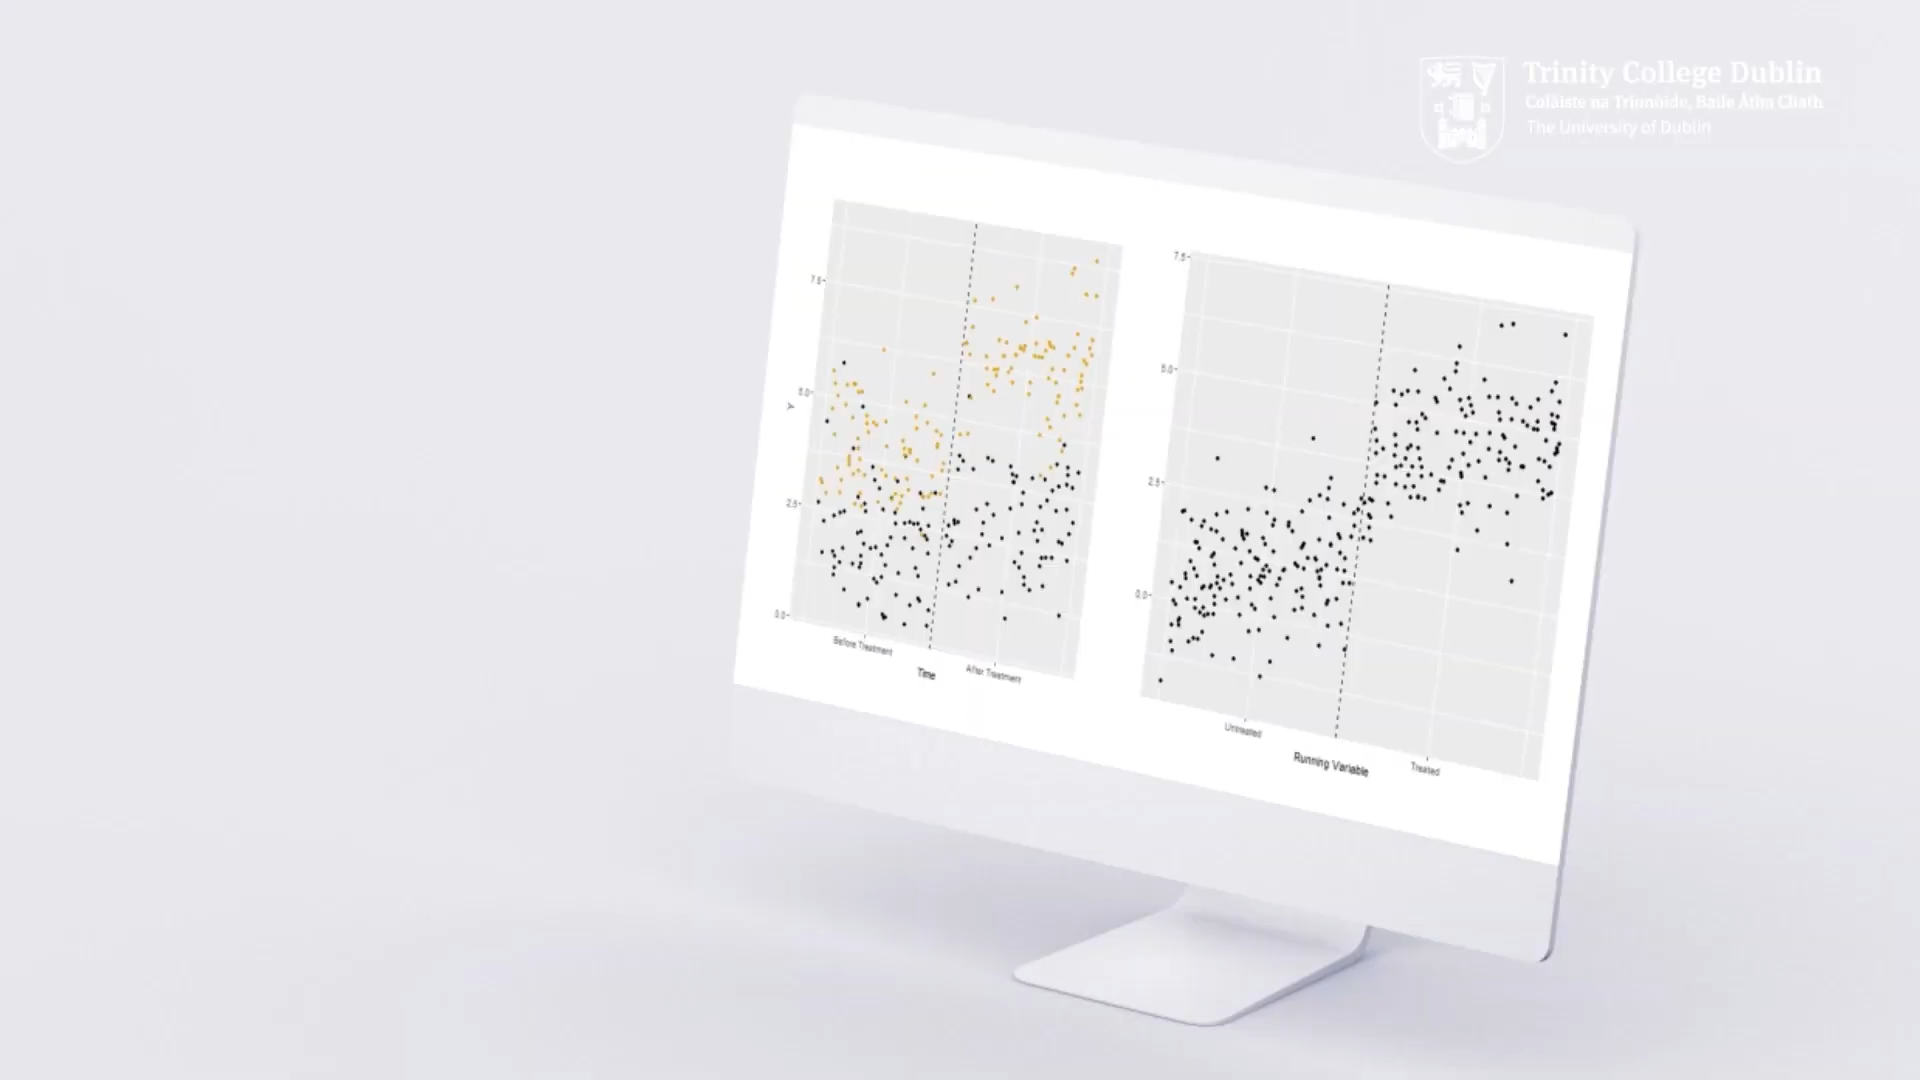 Trinity College Dublin
Coláiste na Tríonóide, Baile Átha Cliath
The University of Dublin
7.5
5.0
2.5
0.0
Y
Before Treatment
After Treatment
Time
7.5
5.0
2.5
0.0
Untreated
Treated
Running Variable